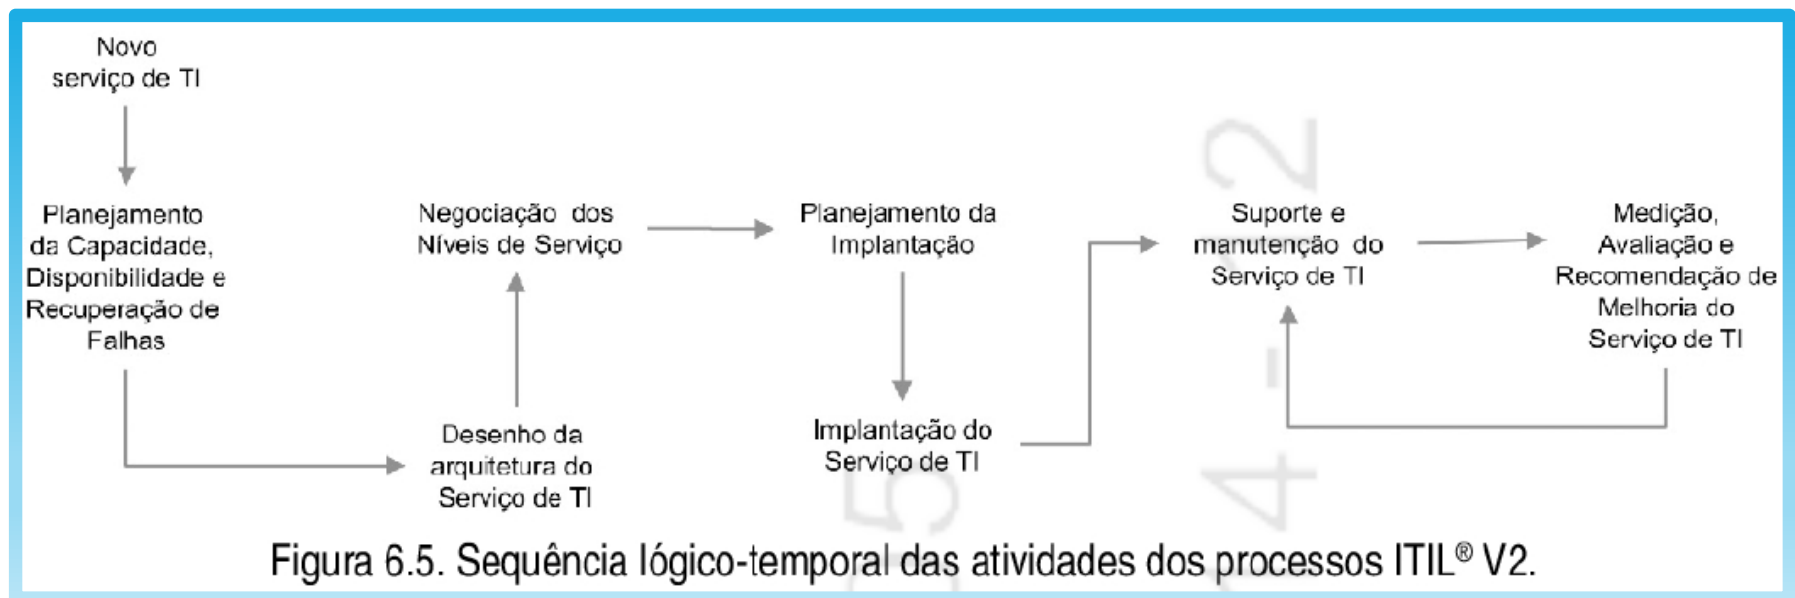 Novo
serviço de TI
Planejamento
da Capacidade,
Disponibilidade e
Recuperação de
Falhas
Desenho da
arquitetura do
Serviço de TI
Negociação dos
Níveis de Serviço
Planejamento da
Implantação
Implantação do
Serviço de TI
Suporte e
manutenção do
Serviço de TI
Medição,
Avaliação e
Recomendação de
Melhoria do
Serviço de TI
Figura 6.5. Sequência lógico-temporal das atividades dos processos ITIL® V2.